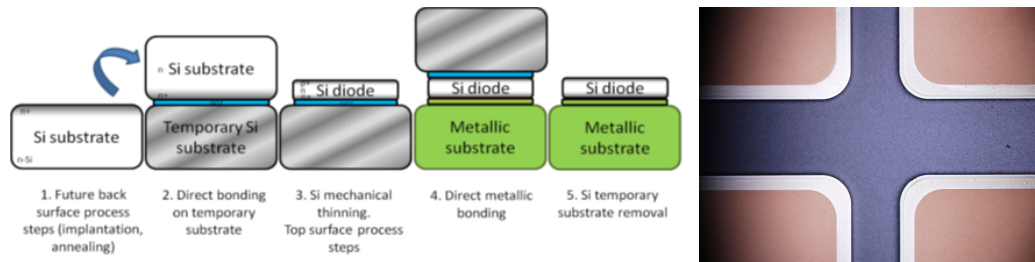 n+
Si substrate
n-Si
n Si substrate
n+
Temporary Si
substrate
Si diode
Si diode
Metallic
substrate
Si diode
Metallic
substrate
1. Future back
surface process
steps (implantation,
annealing)
2. Direct bonding
on temporary
substrate
3. Si mechanical
thinning.
Top surface process
steps
4. Direct metallic
bonding
5. Si temporary
substrate removal